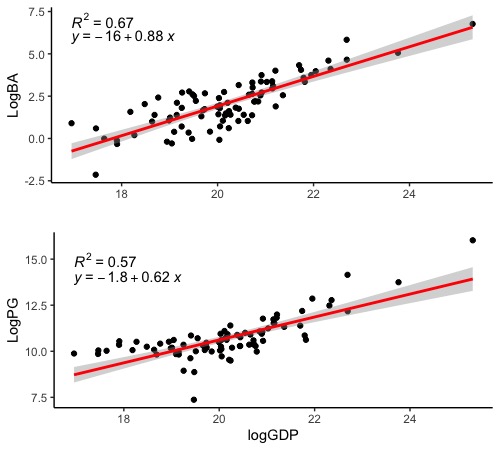 7.5
R² = 0.67
y = − 16 + 0.88 x
5.0
LogBA
2.5
0.0
-2.5
18 20 22 24
15.0
R² = 0.57
y = − 1.8 + 0.62 x
12.5
LogPG
10.0
7.5
18 20 22 24
logGDP